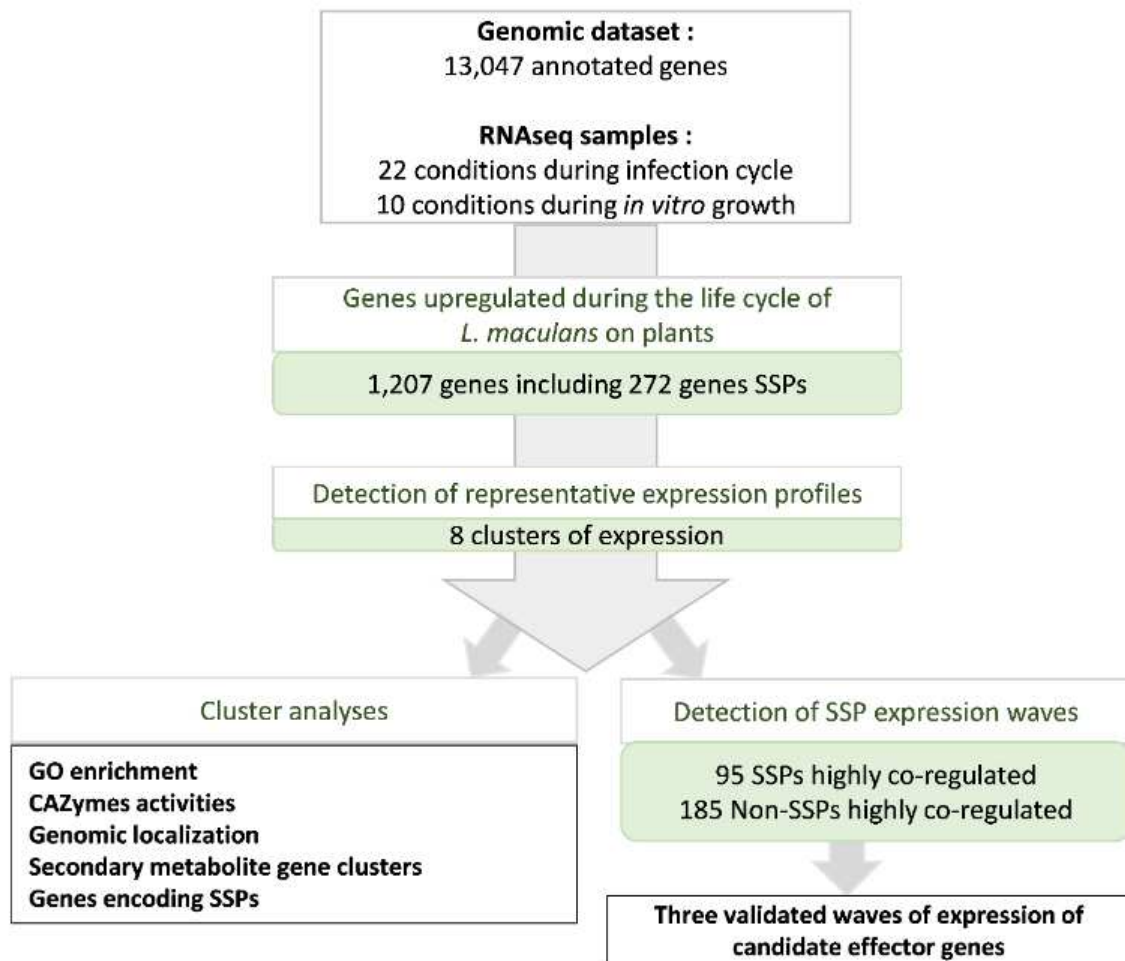 Genomic dataset :
13,047 annotated genes
RNAseq samples :
22 conditions during infection cycle
10 conditions during in vitro growth
Genes upregulated during the life cycle of
L. maculans on plants
1,207 genes including 272 genes SSPs
Detection of representative expression profiles
8 clusters of expression
Cluster analyses
GO enrichment
CAZymes activities
Genomic localization
Secondary metabolite gene clusters
Genes encoding SSPs
Detection of SSP expression waves
95 SSPs highly co-regulated
185 Non-SSPs highly co-regulated
Three validated waves of expression of
candidate effector genes